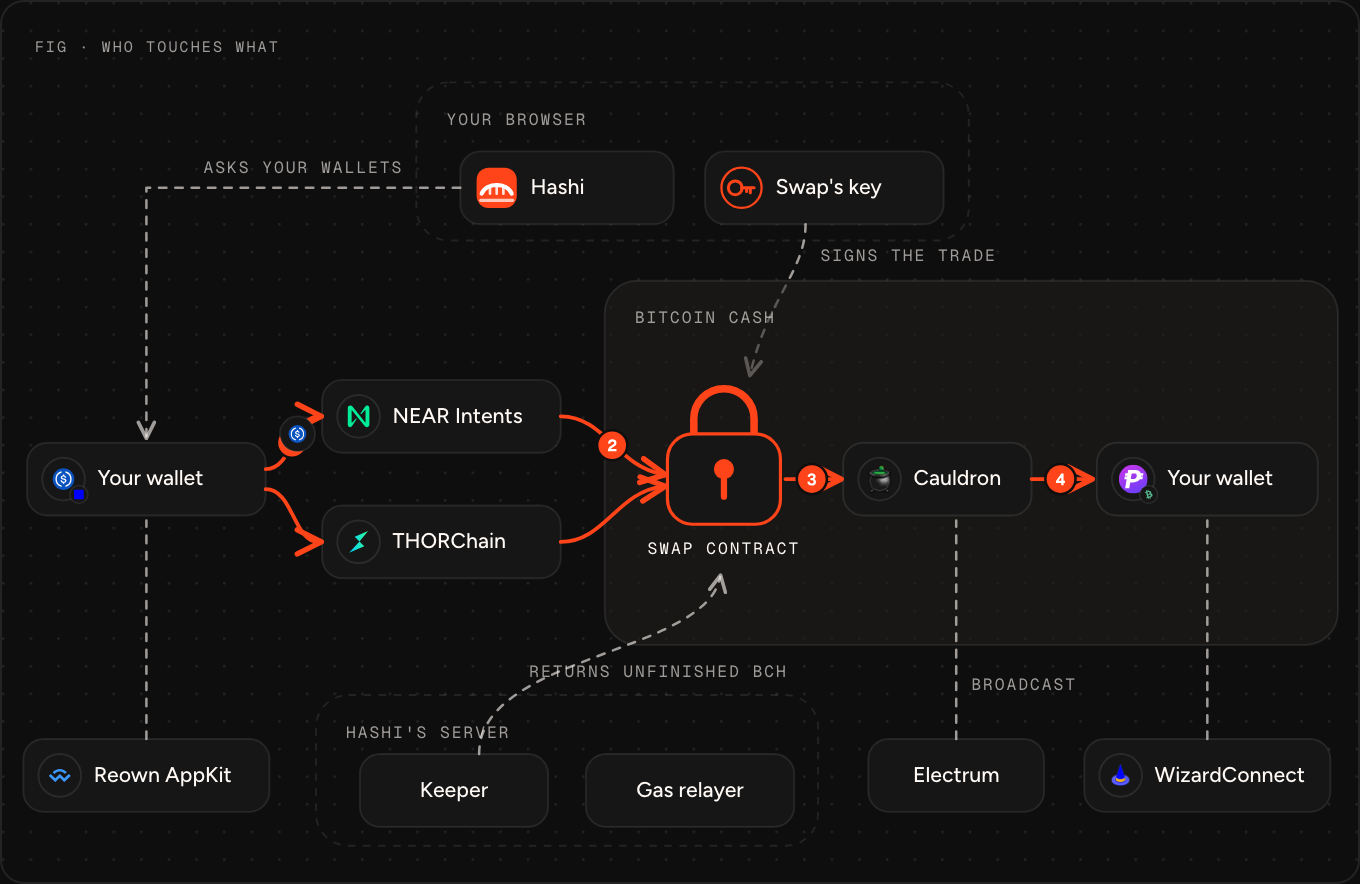 FIG · WHO TOUCHES WHAT
YOUR BROWSER
ASKS YOUR WALLETS
Hashi
Swap's key
SIGNS THE TRADE
BITCOIN CASH
NEAR Intents
2
Your wallet
3
Cauldron
4
Your wallet
THORChain
SWAP CONTRACT
RETURNS UNFINISHED BCH
BROADCAST
HASHI'S SERVER
Reown AppKit
Keeper
Gas relayer
Electrum
WizardConnect